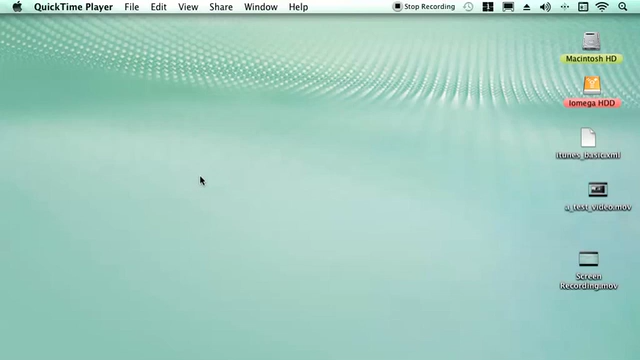 QuickTime Player File Edit View Share Window Help Stop Recording
Macintosh HD
Iomega HDD
itunes_basic.xml
a_test_video.mov
Screen
Recording.mov